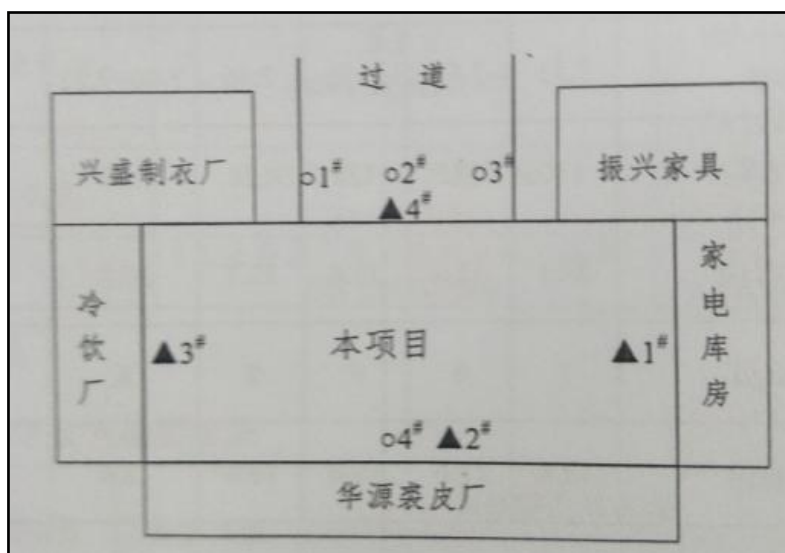 过 道
兴盛制衣厂
○1# ○2# ○3#
振兴家具
▲4#
冷饮厂
家电库房
▲3#
本项目
▲1#
○4# ▲2#
华源裘皮厂